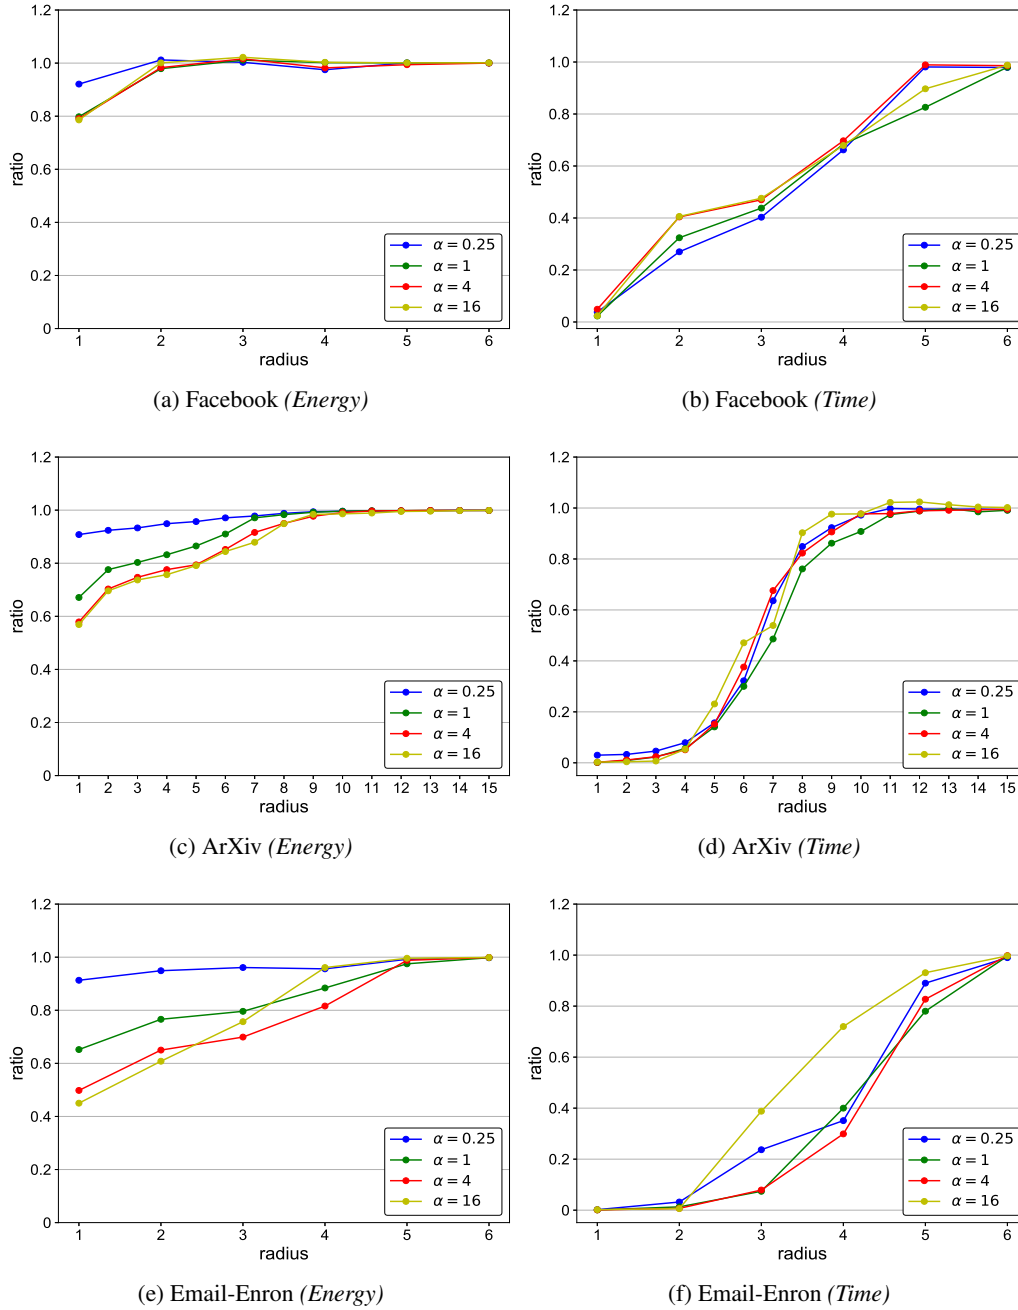 1.2
1.0
0.8
0.6
0.4
0.2
0
ratio
1 2 3 4 5 6
radius
α = 0.25
α = 1
α = 4
α = 16
(a) Facebook (Energy)
1.2
1.0
0.8
0.6
0.4
0.2
0
ratio
1 2 3 4 5 6
radius
α = 0.25
α = 1
α = 4
α = 16
(b) Facebook (Time)
1.2
1.0
0.8
0.6
0.4
0.2
0
ratio
1 2 3 4 5 6 7 8 9 10 11 12 13 14 15
radius
α = 0.25
α = 1
α = 4
α = 16
(c) ArXiv (Energy)
1.2
1.0
0.8
0.6
0.4
0.2
0
ratio
1 2 3 4 5 6 7 8 9 10 11 12 13 14 15
radius
α = 0.25
α = 1
α = 4
α = 16
(d) ArXiv (Time)
1.2
1.0
0.8
0.6
0.4
0.2
0
ratio
1 2 3 4 5 6
radius
α = 0.25
α = 1
α = 4
α = 16
(e) Email-Enron (Energy)
1.2
1.0
0.8
0.6
0.4
0.2
0
ratio
1 2 3 4 5 6
radius
α = 0.25
α = 1
α = 4
α = 16
(f) Email-Enron (Time)